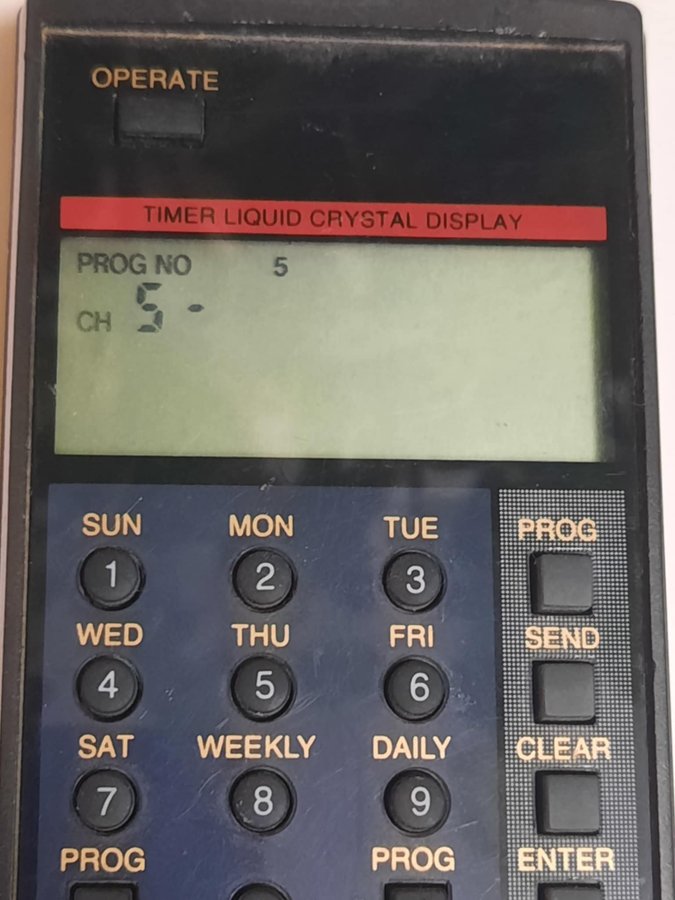 OPERATE
TIMER LIQUID CRYSTAL DISPLAY
PROG NO 5
CH 5 -
SUN MON TUE PROG
1 2 3
WED THU FRI SEND
4 5 6
SAT WEEKLY DAILY CLEAR
7 8 9
PROG PROG ENTER